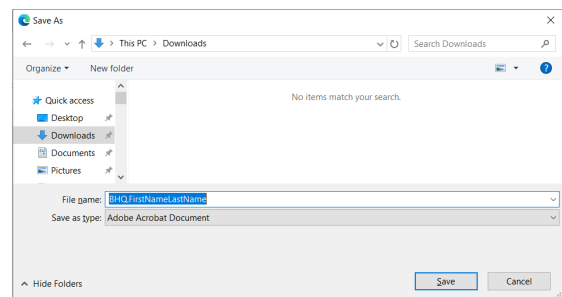 Save As
This PC > Downloads
Search Downloads
Organize
New folder
Quick access
No items match your search.
Desktop
Downloads
Documents
Pictures
File name: BHQ.FirstNameLastName
Save as type: Adobe Acrobat Document
Hide Folders
Save
Cancel